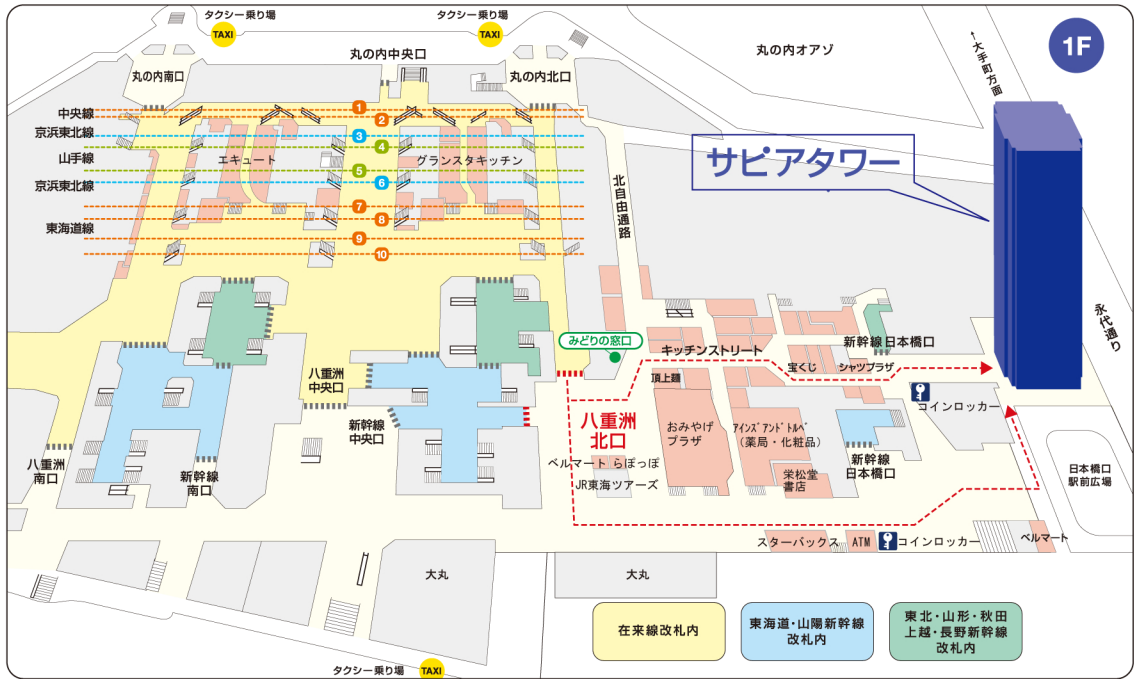 タクシー乗り場
TAXI
タクシー乗り場
TAXI
1F
丸の内中央口
丸の内オアゾ
←大手町方面
丸の内南口
丸の内北口
中央線
京浜東北線
山手線
京浜東北線
東海道線
1
2
3
4
5
6
7
8
9
10
エキュート
グランスタキッチン
北自由通路
サピアタワー
永代通り
みどりの窓口
キッチンストリート
新幹線日本橋口
宝くじ
シャツプラザ
頂上麺
コインロッカー
八重洲
中央口
八重洲
北口
新幹線
中央口
おみやげ
プラザ
アインズアンドトルペ
(薬局・化粧品)
ベルマート
らぽっぽ
JR東海ツアーズ
栄松堂
書店
新幹線
日本橋口
八重洲
南口
新幹線
南口
日本橋口
駅前広場
スターバックス
ATM
コインロッカー
ベルマート
大丸
大丸
在来線改札内
東海道・山陽新幹線
改札内
東北・山形・秋田
上越・長野新幹線
改札内
タクシー乗り場
TAXI